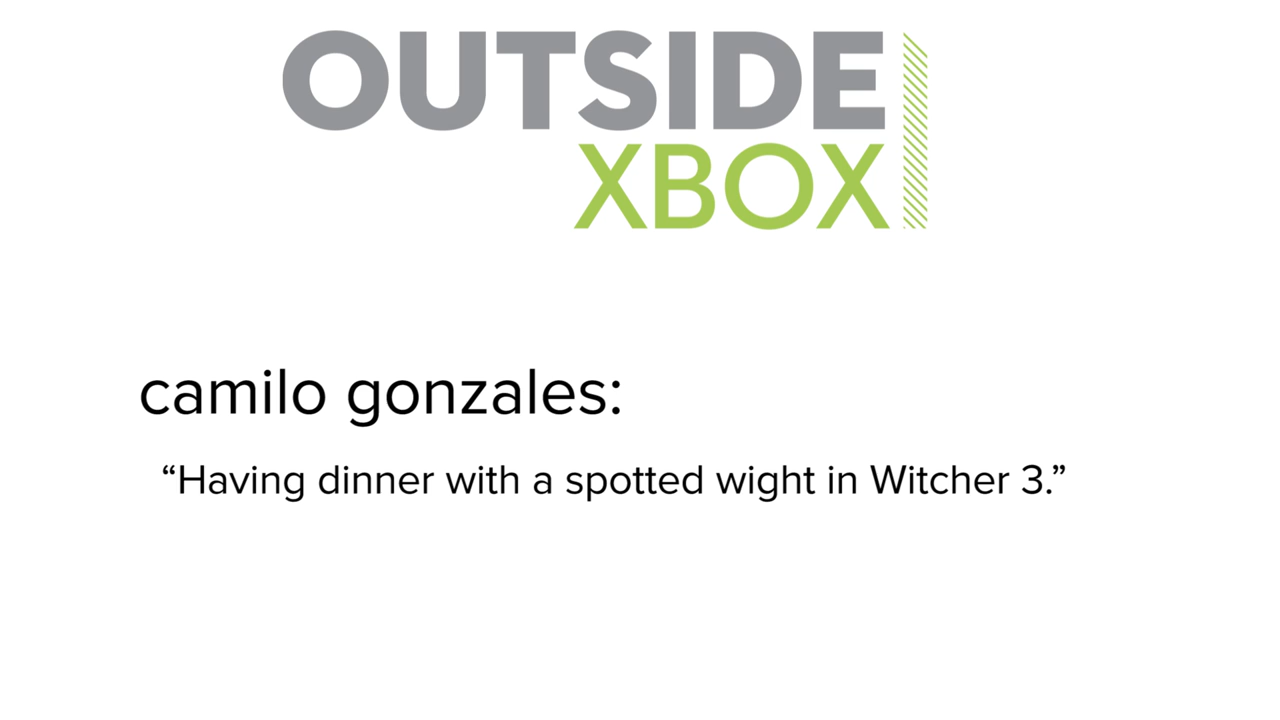 OUTSIDE
XBOX
camilo gonzales:
“Having dinner with a spotted wight in Witcher 3.”